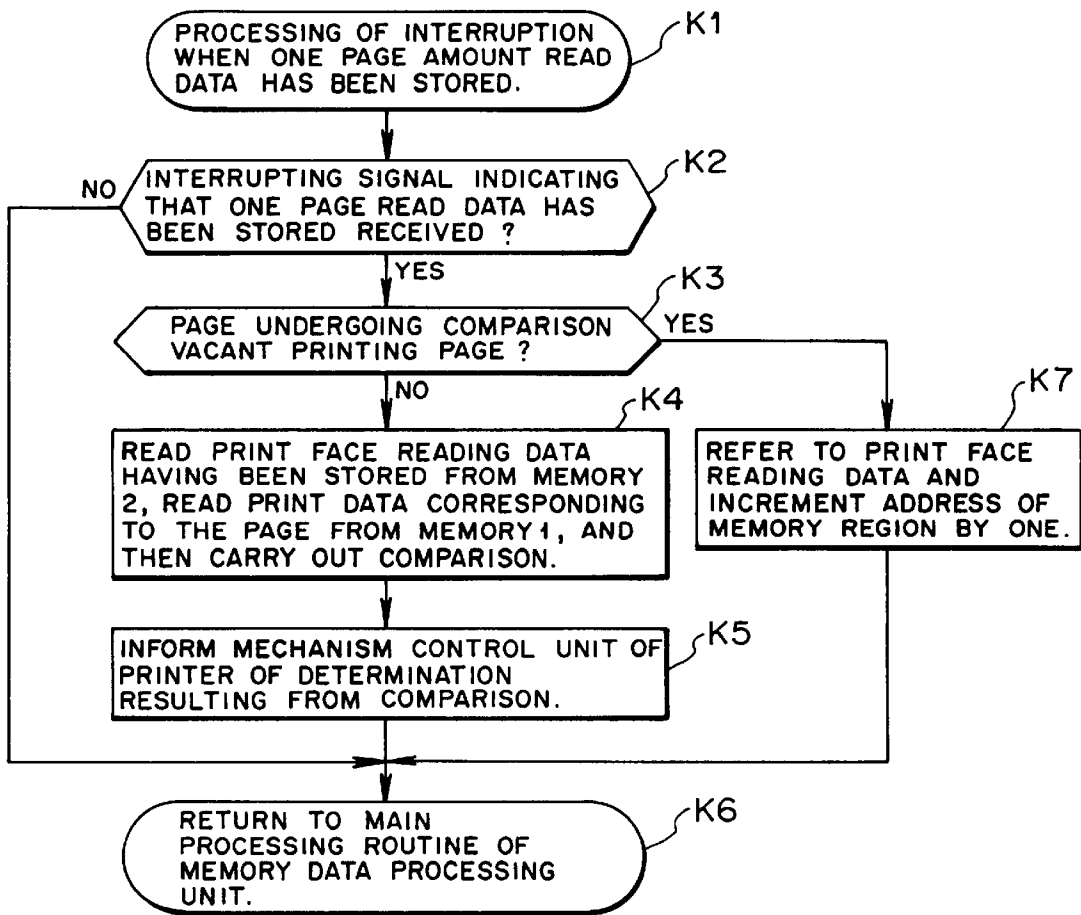 PROCESSING OF INTERRUPTION
WHEN ONE PAGE AMOUNT READ
DATA HAS BEEN STORED.
K1
INTERRUPTING SIGNAL INDICATING
THAT ONE PAGE READ DATA HAS
BEEN STORED RECEIVED ?
K2
NO
YES
PAGE UNDERGOING COMPARISON
VACANT PRINTING PAGE ?
K3
YES
NO
READ PRINT FACE READING DATA
HAVING BEEN STORED FROM MEMORY
2, READ PRINT DATA CORRESPONDING
TO THE PAGE FROM MEMORY 1, AND
THEN CARRY OUT COMPARISON.
K4
REFER TO PRINT FACE
READING DATA AND
INCREMENT ADDRESS OF
MEMORY REGION BY ONE.
K7
INFORM MECHANISM CONTROL UNIT OF
PRINTER OF DETERMINATION
RESULTING FROM COMPARISON.
K5
RETURN TO MAIN
PROCESSING ROUTINE OF
MEMORY DATA PROCESSING
UNIT.
K6